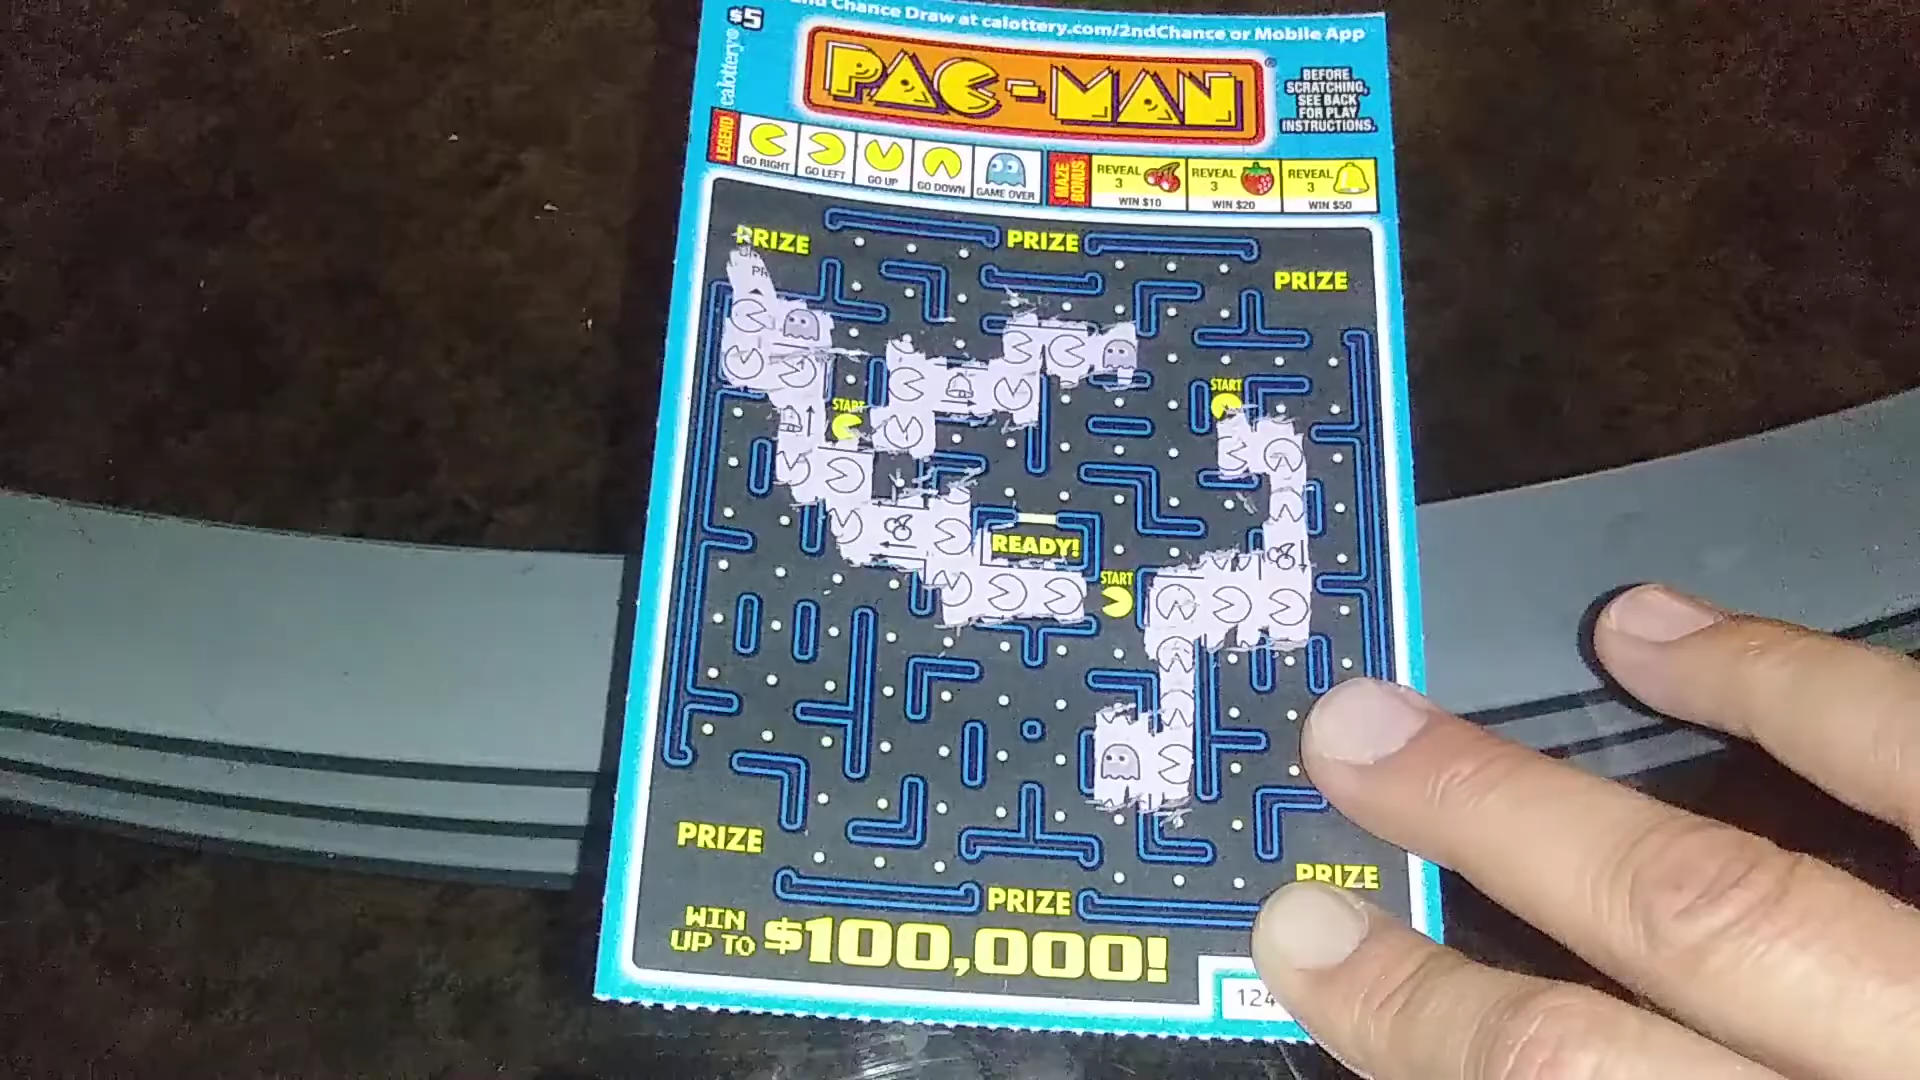 $5
Chance Draw at calottery.com/2ndChance or Mobile App
calottery
PAC-MAN
BEFORE
SCRATCHING,
SEE BACK
FOR PLAY
INSTRUCTIONS.
LEGEND
GO RIGHT
GO LEFT
GO UP
GO DOWN
GAME OVER
MAZE
BONUS
REVEAL
3
WIN $10
REVEAL
3
WIN $20
REVEAL
3
WIN $50
PRIZE
PRIZE
PRIZE
START
START
READY!
START
PRIZE
PRIZE
PRIZE
WIN
UP TO
$100,000!
124